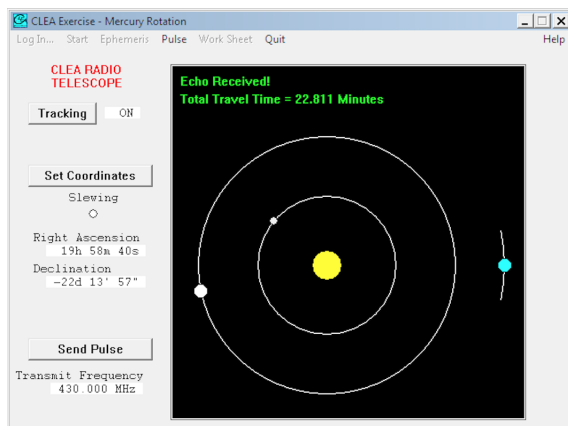 CLEA Exercise - Mercury Rotation
Log In... Start Ephemeris Pulse Work Sheet Quit Help
CLEA RADIO
TELESCOPE
Tracking ON
Set Coordinates
Slewing
Right Ascension
19h 58m 40s
Declination
-22d 13' 57"
Send Pulse
Transmit Frequency
430.000 MHz
Echo Received!
Total Travel Time = 22.811 Minutes